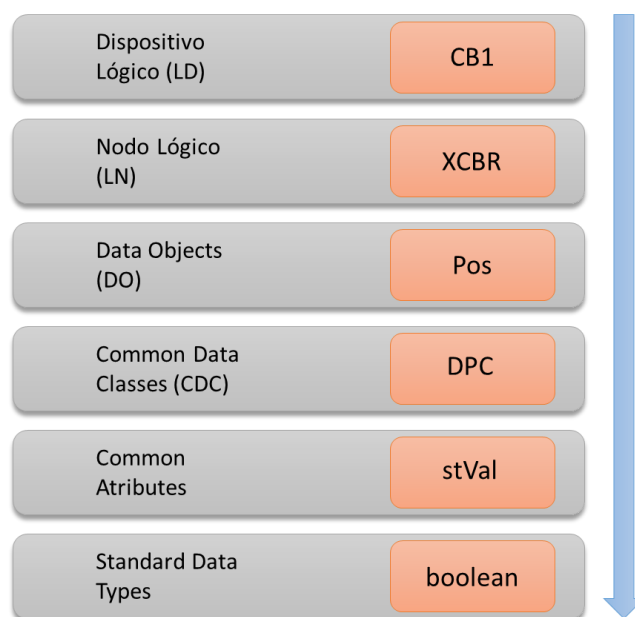 Dispositivo
Lógico (LD)
CB1
Nodo Lógico
(LN)
XCBR
Data Objects
(DO)
Pos
Common Data
Classes (CDC)
DPC
Common
Atributes
stVal
Standard Data
Types
boolean